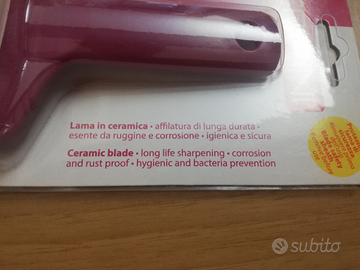 Lama in ceramica • affilatura di lunga durata •
esente da ruggine e corrosione • igienica e sicura
Ceramic blade • long life sharpening • corrosion
and rust proof • hygienic and bacteria prevention
subito